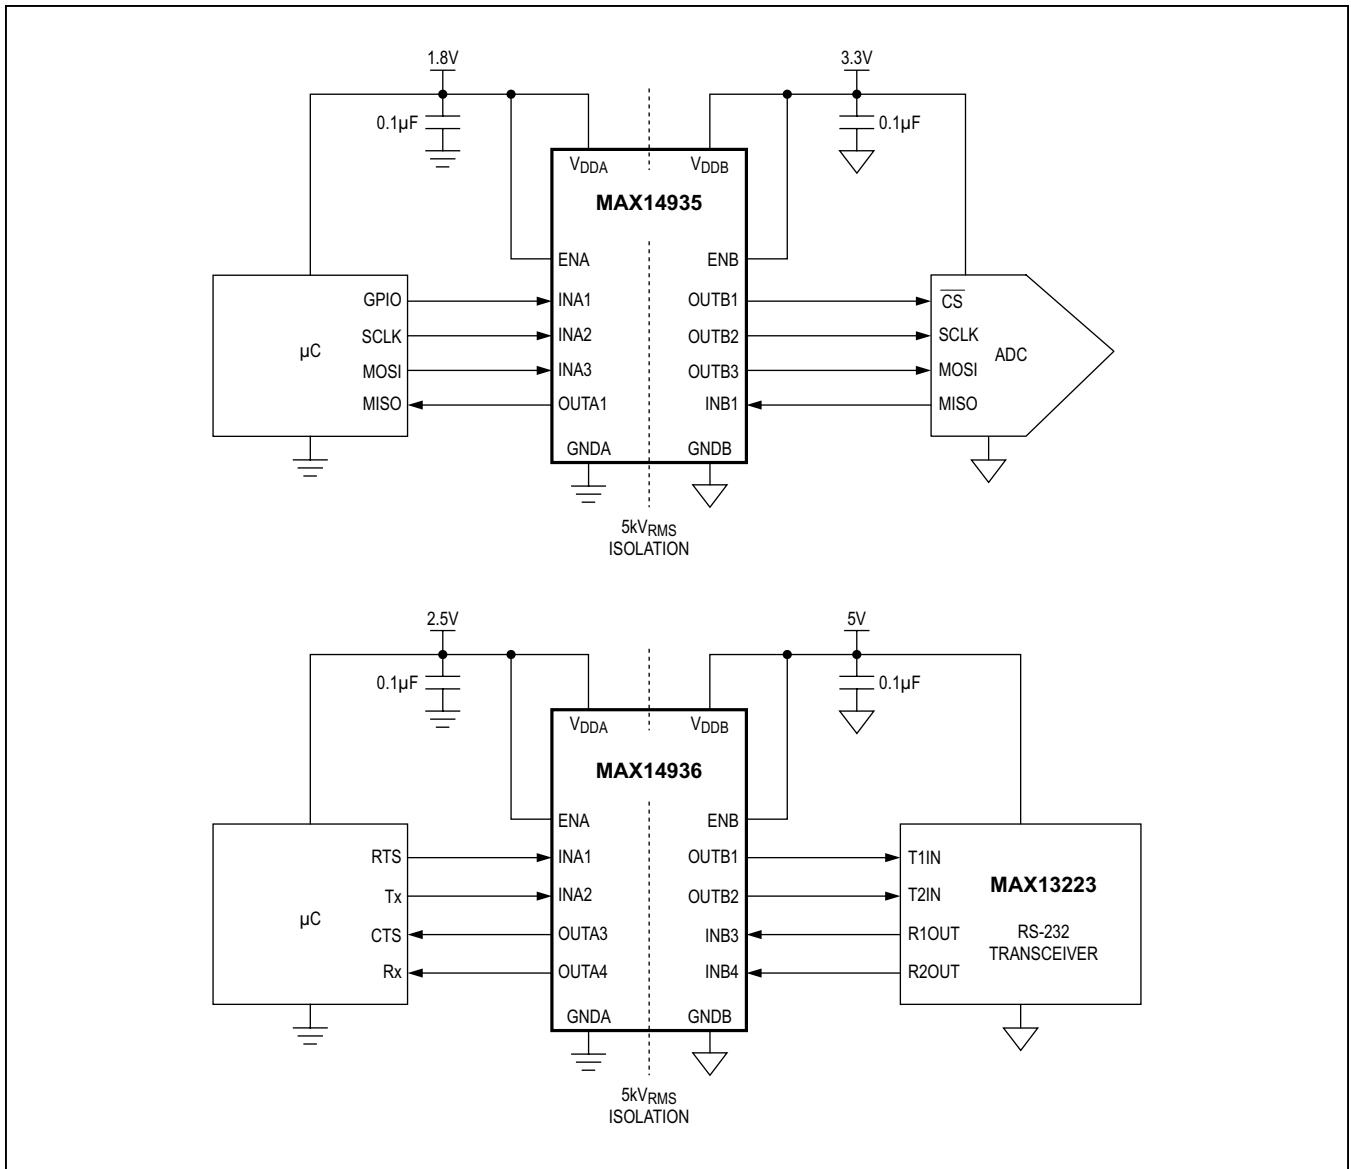 1.8V
3.3V
0.1µF
0.1µF
VDDA
VDDB
MAX14935
ENA
ENB
GPIO
INA1
OUTB1
CS
SCLK
INA2
OUTB2
SCLK
µC
ADC
MOSI
INA3
OUTB3
MOSI
MISO
OUTA1
INB1
MISO
GNDA
GNDB
5kVRMS
ISOLATION
2.5V
5V
0.1µF
0.1µF
VDDA
VDDB
MAX14936
ENA
ENB
RTS
INA1
OUTB1
T1IN
MAX13223
Tx
INA2
OUTB2
T2IN
µC
CTS
OUTA3
INB3
R1OUT
RS-232
TRANSCEIVER
Rx
OUTA4
INB4
R2OUT
GNDA
GNDB
5kVRMS
ISOLATION